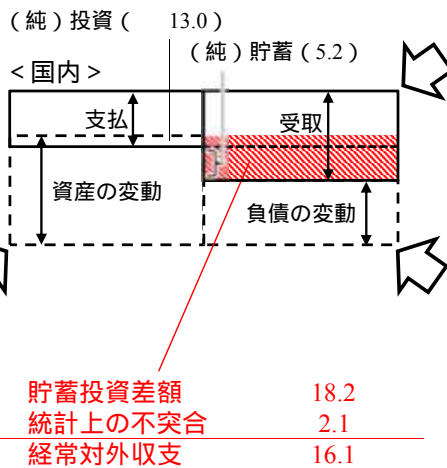 （純）投資（　13.0）
（純）貯蓄（5.2）
＜国内＞
支払
受取
資産の変動
負債の変動
貯蓄投資差額 18.2
統計上の不突合 2.1
経常対外収支 16.1